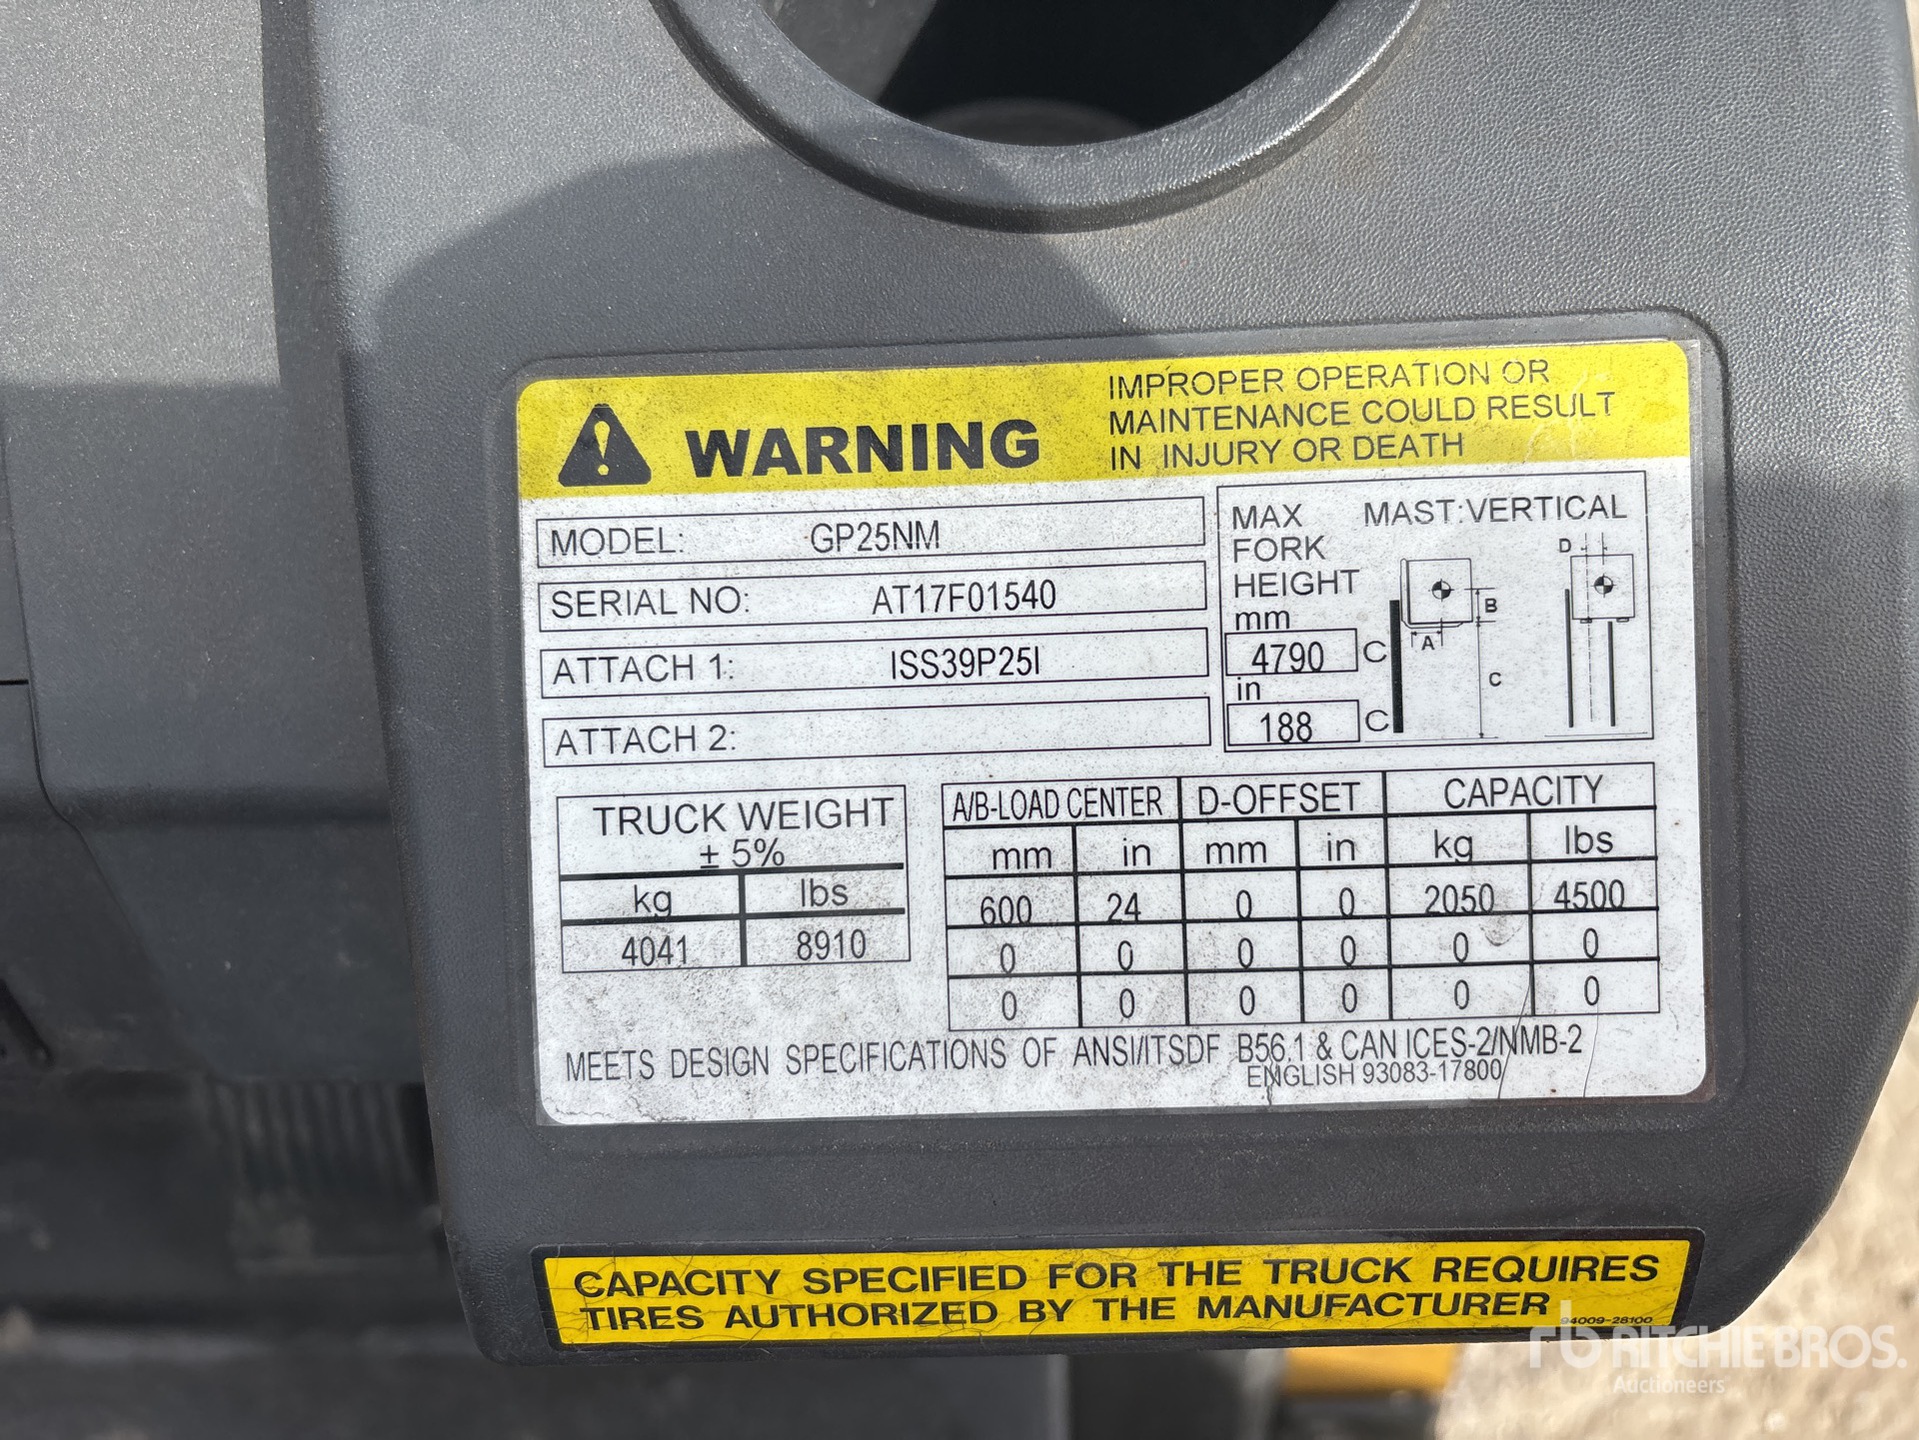 WARNING
IMPROPER OPERATION OR
MAINTENANCE COULD RESULT
IN INJURY OR DEATH
MODEL: GP25NM
SERIAL NO: AT17F01540
ATTACH 1: ISS39P25I
ATTACH 2:
MAX MAST:VERTICAL
FORK
HEIGHT
mm
4790 C
in
188 C
D
B
A
C
TRUCK WEIGHT
± 5%
kg lbs
4041 8910
A/B-LOAD CENTER D-OFFSET CAPACITY
mm in mm in kg lbs
600 24 0 0 2050 4500
0 0 0 0 0 0
0 0 0 0 0 0
MEETS DESIGN SPECIFICATIONS OF ANSI/ITSDF B56.1 & CAN ICES-2/NMB-2
ENGLISH 93083-17800
CAPACITY SPECIFIED FOR THE TRUCK REQUIRES
TIRES AUTHORIZED BY THE MANUFACTURER
94009-28100
rb RITCHIE BROS.
Auctioneers